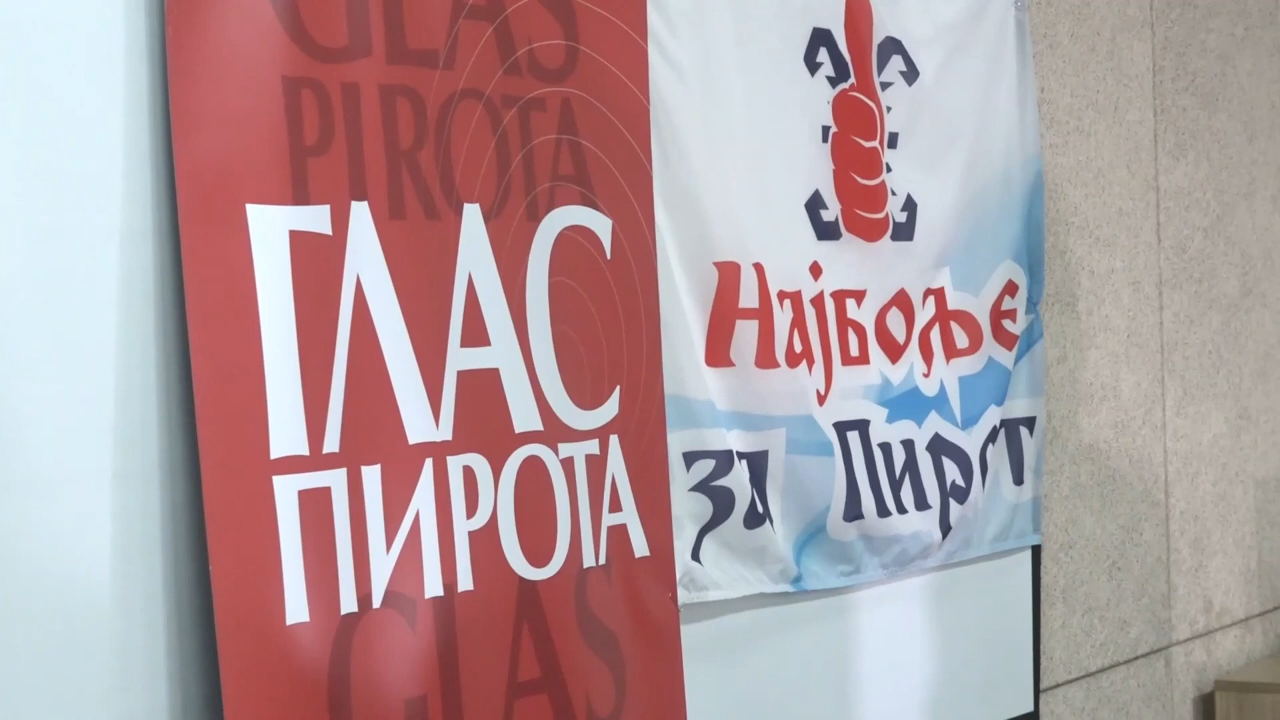 GLAS
PIROTA
ГЛАС
ПИРОТА
GLAS
Најбоље
за Пирот